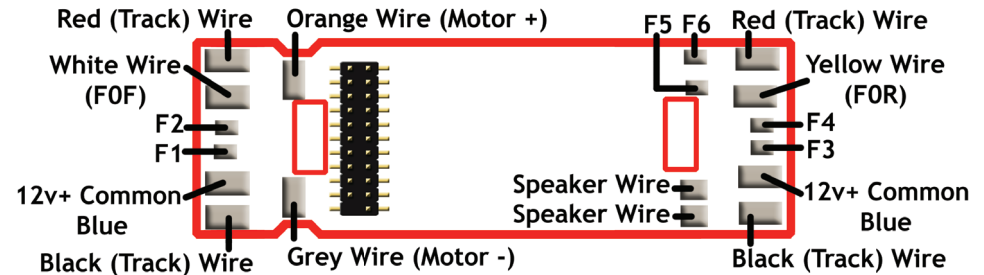 Red (Track) Wire
Orange Wire (Motor +)
F5
F6
Red (Track) Wire
White Wire
(F0F)
Yellow Wire
(F0R)
F2
F1
F4
F3
12v+ Common
Blue
Speaker Wire
Speaker Wire
12v+ Common
Blue
Black (Track) Wire
Grey Wire (Motor -)
Black (Track) Wire